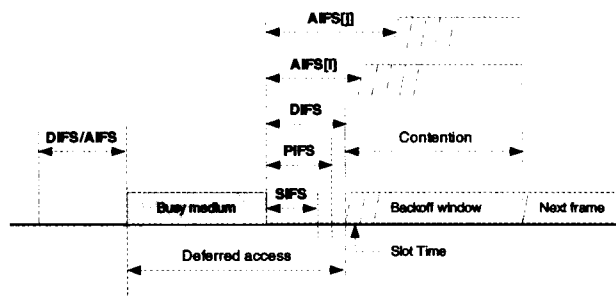 AIFS[j]
AIFS[i]
DIFS
DIFS/AIFS
Contention
PIFS
Busy medium
SIFS
Backoff window
Next frame
Deferred access
Slot Time